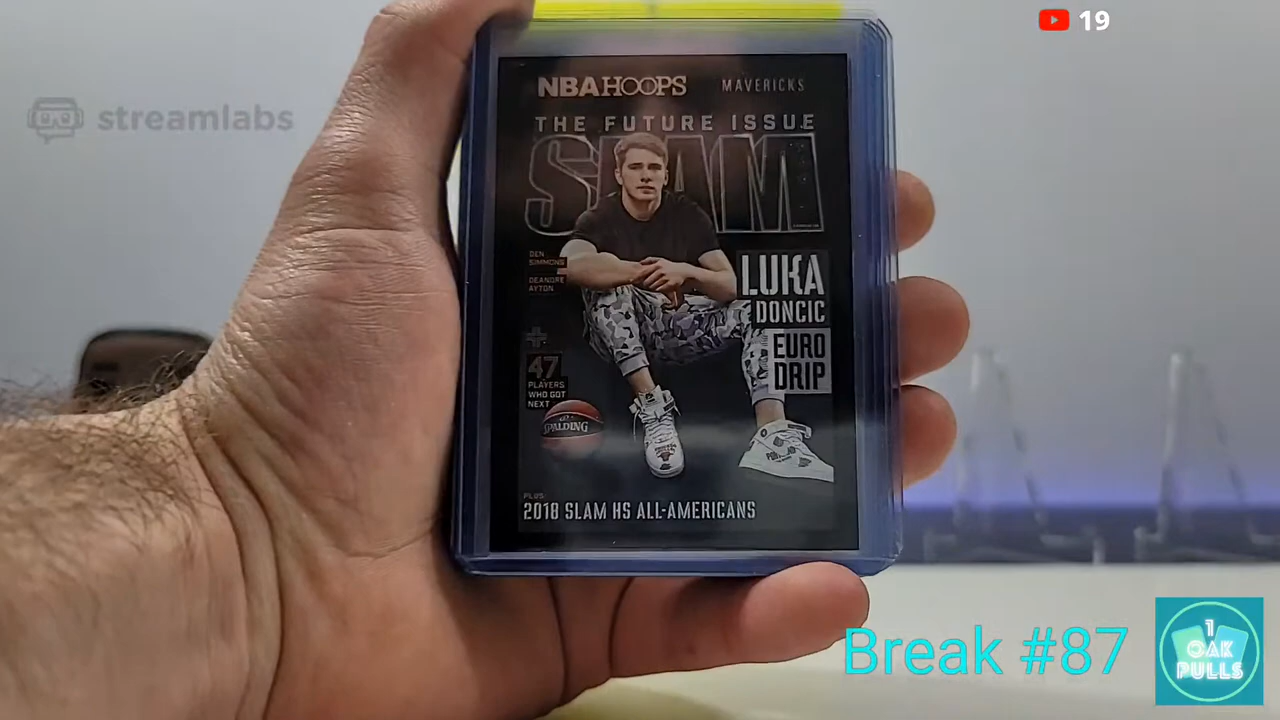 19
streamlabs
NBA HOOPS
MAVERICKS
THE FUTURE ISSUE
SLAM
BEN
SIMMONS
DEANDRE
AYTON
LUKA
DONCIC
EURO
DRIP
47
PLAYERS
WHO GOT
NEXT
SPALDING
PLUS:
2018 SLAM HS ALL-AMERICANS
Break #87
1
OAK
PULLS